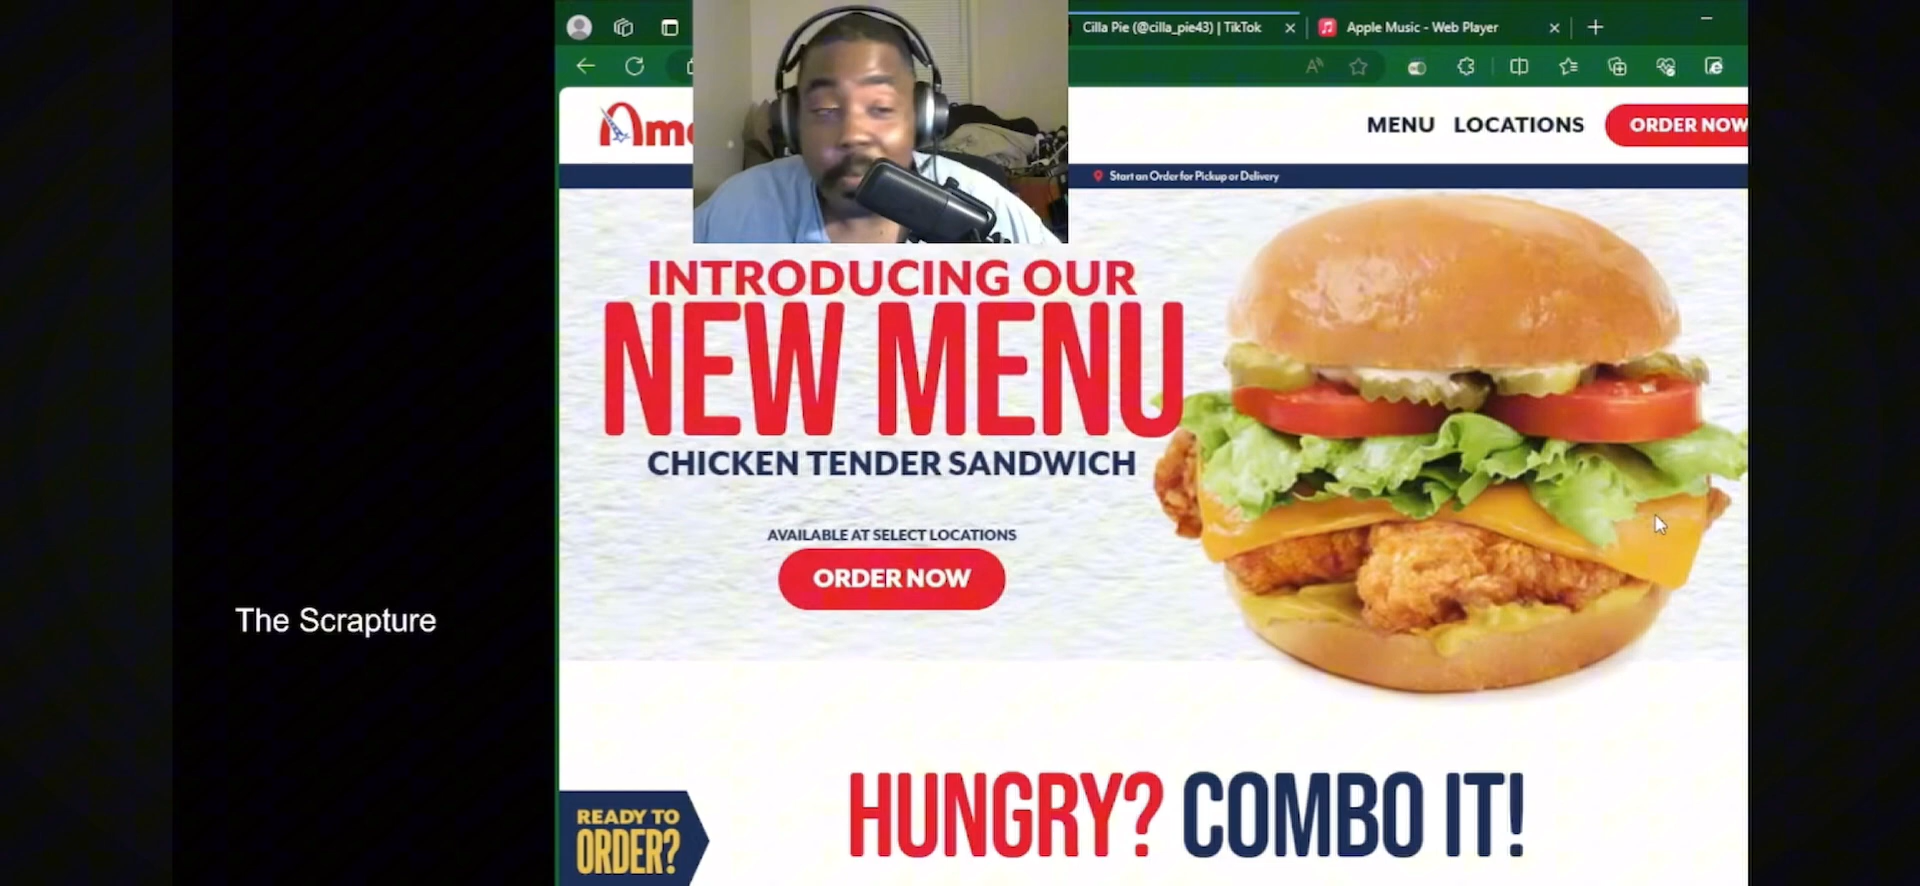 Cilla Pie (@cilla_pie43) | TikTok
Apple Music - Web Player
MENU LOCATIONS ORDER NOW
Start an Order for Pickup or Delivery
INTRODUCING OUR
NEW MENU
CHICKEN TENDER SANDWICH
AVAILABLE AT SELECT LOCATIONS
ORDER NOW
The Scrapture
HUNGRY? COMBO IT!
READY TO
ORDER?